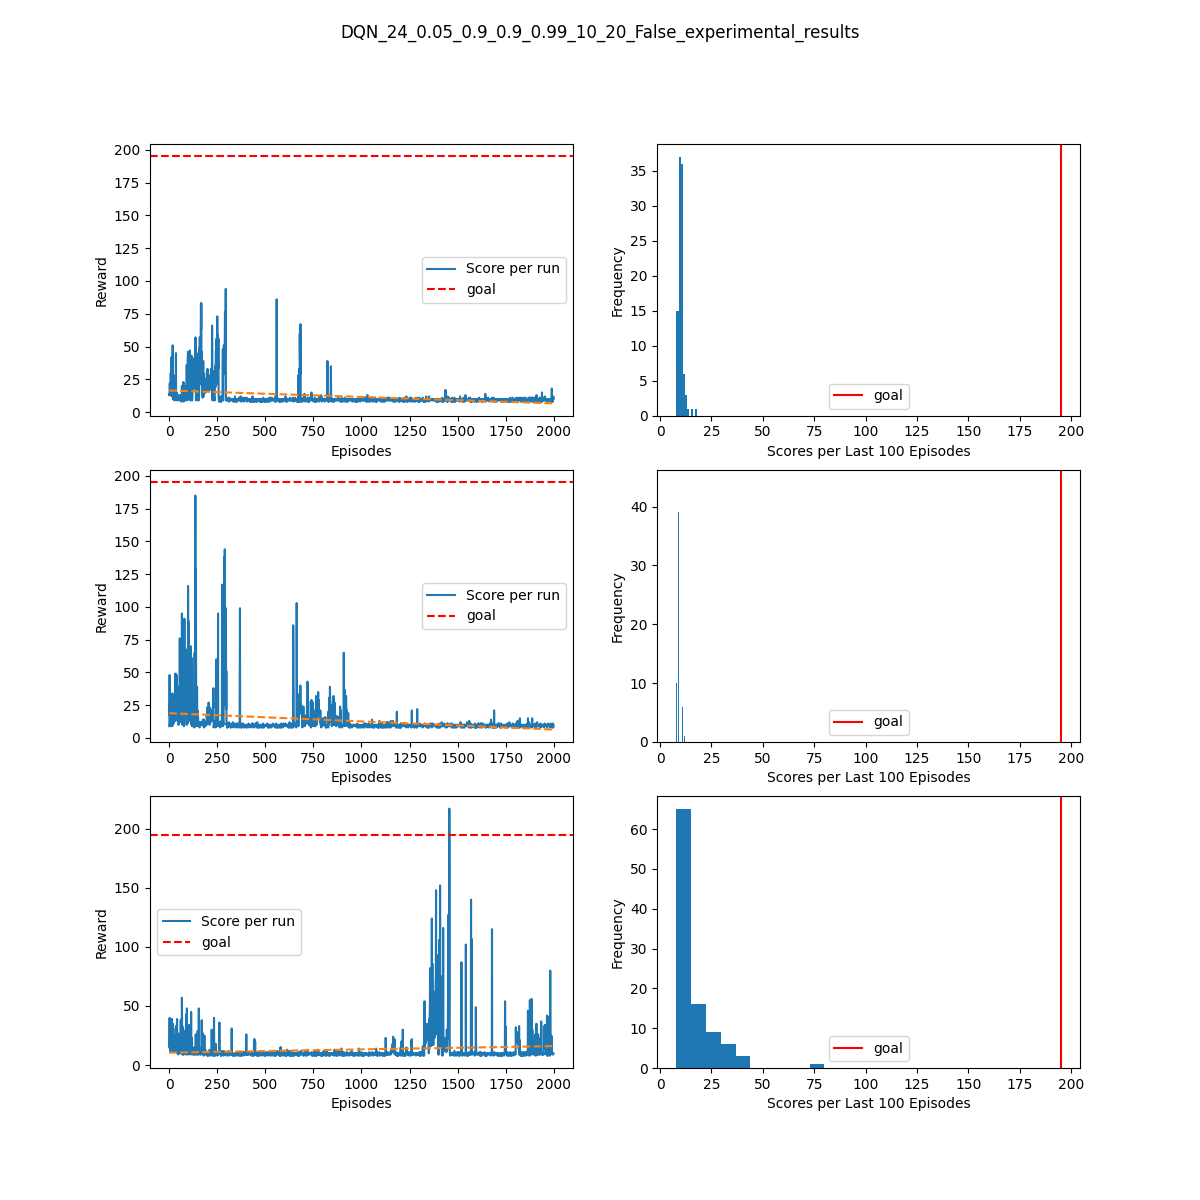 DQN_24_0.05_0.9_0.9_0.99_10_20_False_experimental_results
200
175
150
125
100
75
50
25
0
Reward
Score per run
goal
0 250 500 750 1000 1250 1500 1750 2000
Episodes
35
30
25
20
15
10
5
0
Frequency
goal
0 25 50 75 100 125 150 175 200
Scores per Last 100 Episodes
200
175
150
125
100
75
50
25
0
Reward
Score per run
goal
0 250 500 750 1000 1250 1500 1750 2000
Episodes
40
30
20
10
0
Frequency
goal
0 25 50 75 100 125 150 175 200
Scores per Last 100 Episodes
200
150
100
50
0
Reward
Score per run
goal
0 250 500 750 1000 1250 1500 1750 2000
Episodes
60
50
40
30
20
10
0
Frequency
goal
0 25 50 75 100 125 150 175 200
Scores per Last 100 Episodes